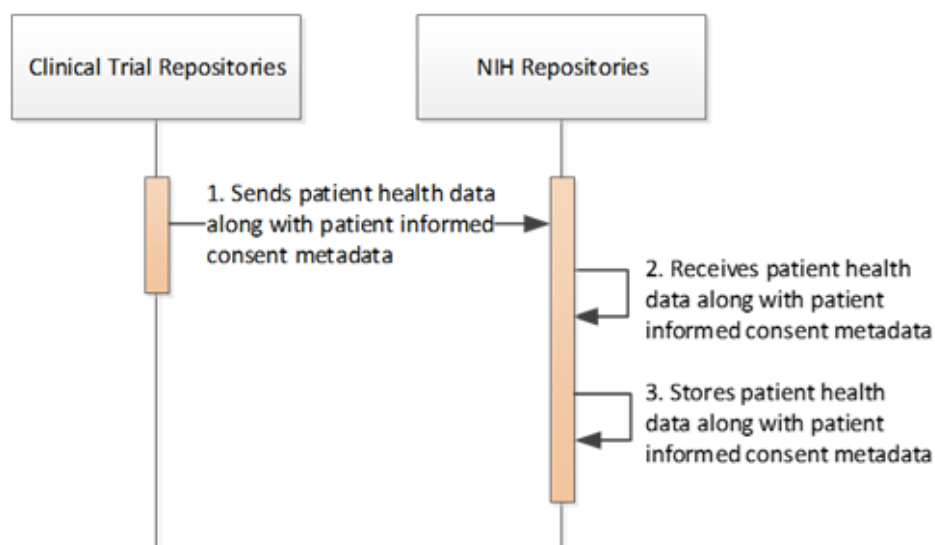 Clinical Trial Repositories
NIH Repositories
1. Sends patient health data
along with patient informed
consent metadata
2. Receives patient health
data along with patient
informed consent metadata
3. Stores patient health
data along with patient
informed consent metadata